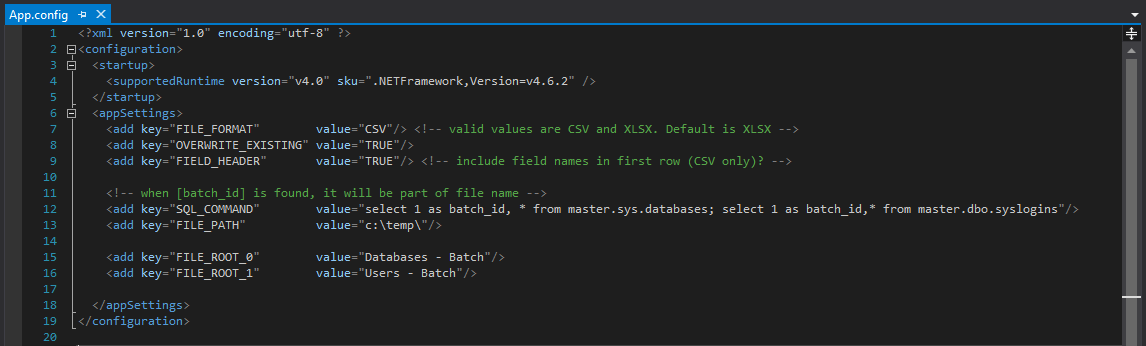 App.config
1 <?xml version="1.0" encoding="utf-8" ?>
2 <configuration>
3 <startup>
4 <supportedRuntime version="v4.0" sku=".NETFramework,Version=v4.6.2" />
5 </startup>
6 <appSettings>
7 <add key="FILE_FORMAT" value="CSV"/> <!-- valid values are CSV and XLSX. Default is XLSX -->
8 <add key="OVERWRITE_EXISTING" value="TRUE"/>
9 <add key="FIELD_HEADER" value="TRUE"/> <!-- include field names in first row (CSV only)? -->
10
11 <!-- when [batch_id] is found, it will be part of file name -->
12 <add key="SQL_COMMAND" value="select 1 as batch_id, * from master.sys.databases; select 1 as batch_id,* from master.dbo.syslogins"/>
13 <add key="FILE_PATH" value="c:\temp\"/>
14
15 <add key="FILE_ROOT_0" value="Databases - Batch"/>
16 <add key="FILE_ROOT_1" value="Users - Batch"/>
17
18 </appSettings>
19 </configuration>
20